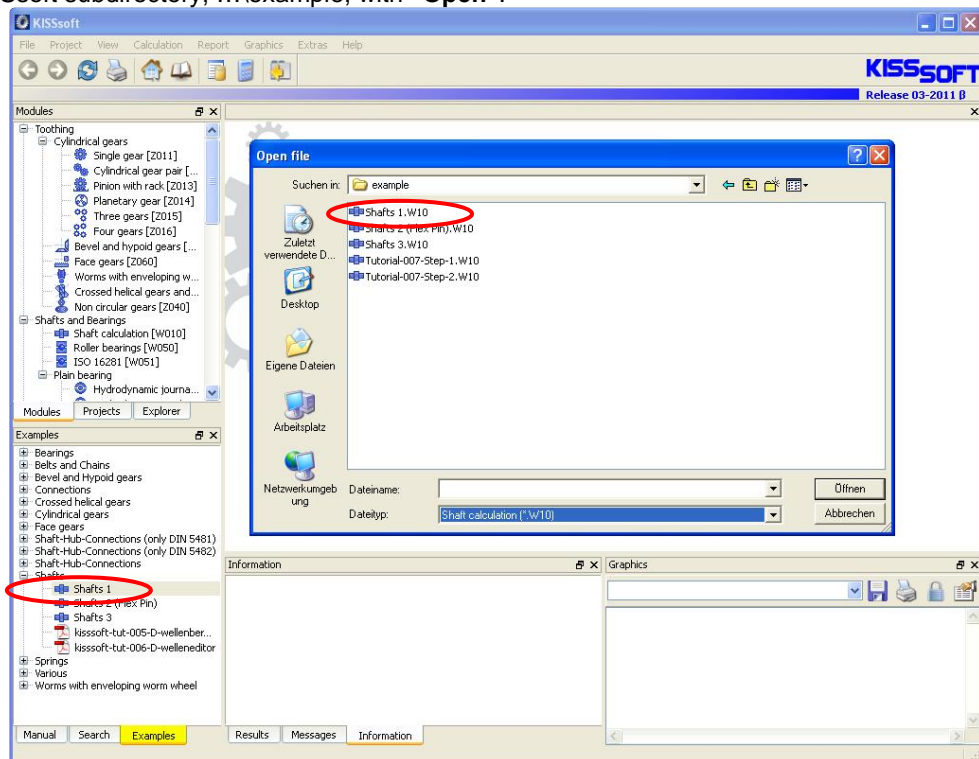 KISSsoft
File Project View Calculation Report Graphics Extras Help
KISSSOFT
Release 03-2011 β
Modules
Toothing
Cylindrical gears
Single gear [Z011]
Cylindrical gear pair [...
Pinion with rack [Z013]
Planetary gear [Z014]
Three gears [Z015]
Four gears [Z016]
Bevel and hypoid gears [...
Face gears [Z060]
Worms with enveloping w...
Crossed helical gears and...
Non circular gears [Z040]
Shafts and Bearings
Shaft calculation [W010]
Roller bearings [W050]
ISO 16281 [W051]
Plain bearing
Hydrodynamic journa...
Modules Projects Explorer
Open file
Suchen in: example
Zuletzt
verwendete D...
Desktop
Eigene Dateien
Arbeitsplatz
Netzwerkumgeb
ung
Shafts 1.W10
Shafts 2 (Flex Pin).W10
Shafts 3.W10
Tutorial-007-Step-1.W10
Tutorial-007-Step-2.W10
Dateiname: Öffnen
Dateityp: Shaft calculation (*.W10) Abbrechen
Examples
Bearings
Belts and Chains
Bevel and Hypoid gears
Connections
Crossed helical gears
Cylindrical gears
Face gears
Shaft-Hub-Connections (only DIN 5481)
Shaft-Hub-Connections (only DIN 5482)
Shaft-Hub-Connections
Shafts
Shafts 1
Shafts 2 (Flex Pin)
Shafts 3
kisssoft-tut-005-D-wellenber...
kisssoft-tut-006-D-welleneditor
Springs
Various
Worms with enveloping worm wheel
Manual Search Examples
Information
Results Messages Information
Graphics